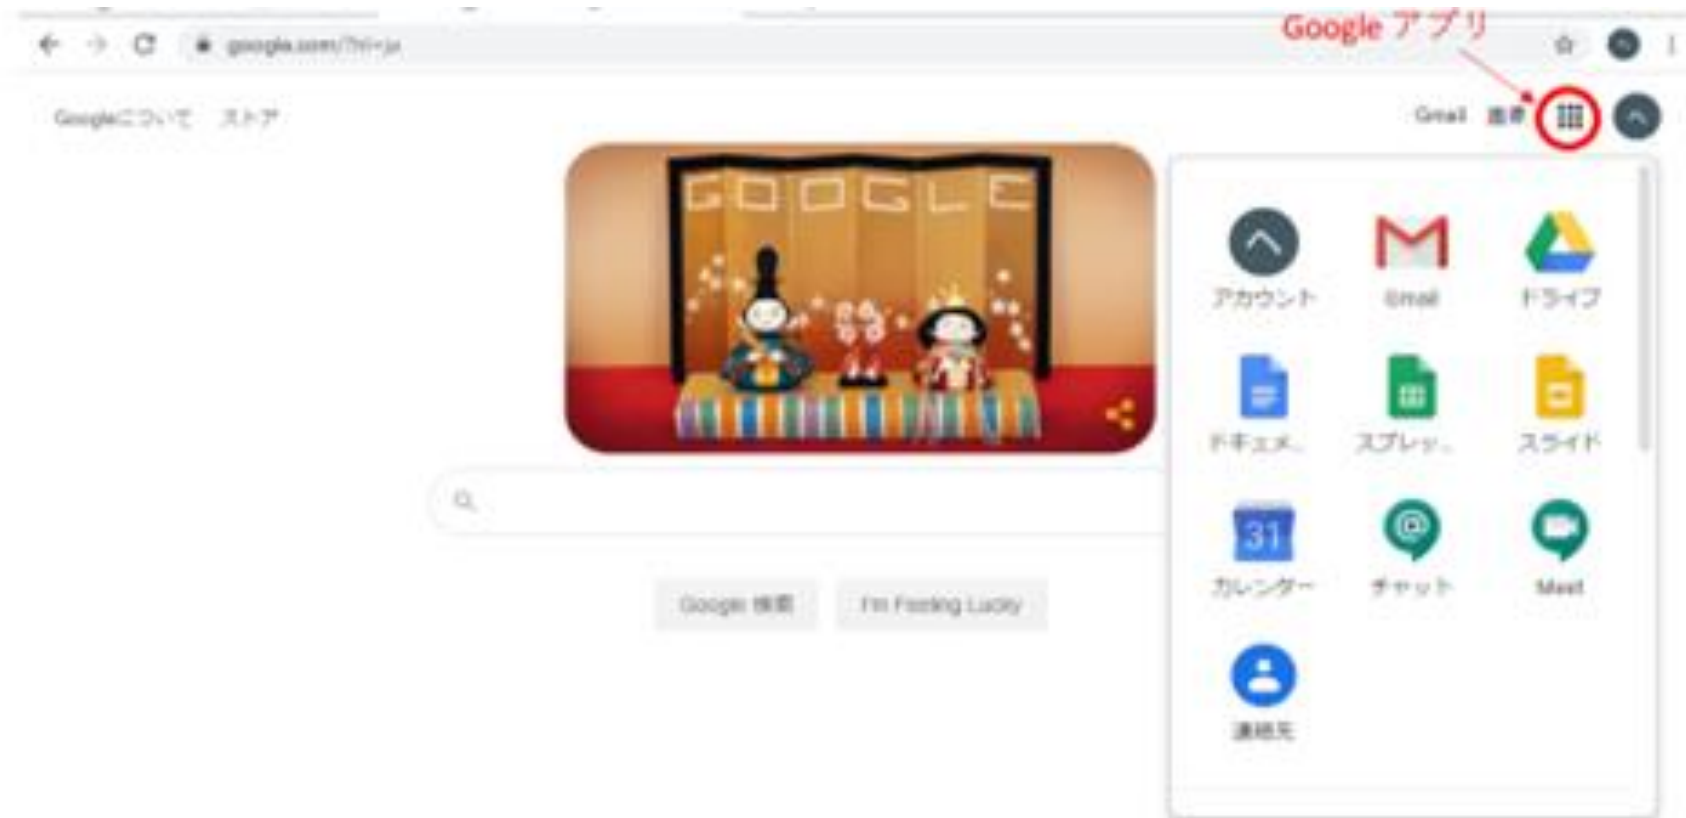 Google アプリ
google.com/?hl=ja
Googleについて ストア
Gmail 画像
GOOGLE
アカウント Gmail ドライブ
ドキュメ... スプレッ... スライド
31
カレンダー チャット Meet
Google 検索 I'm Feeling Lucky
連絡先